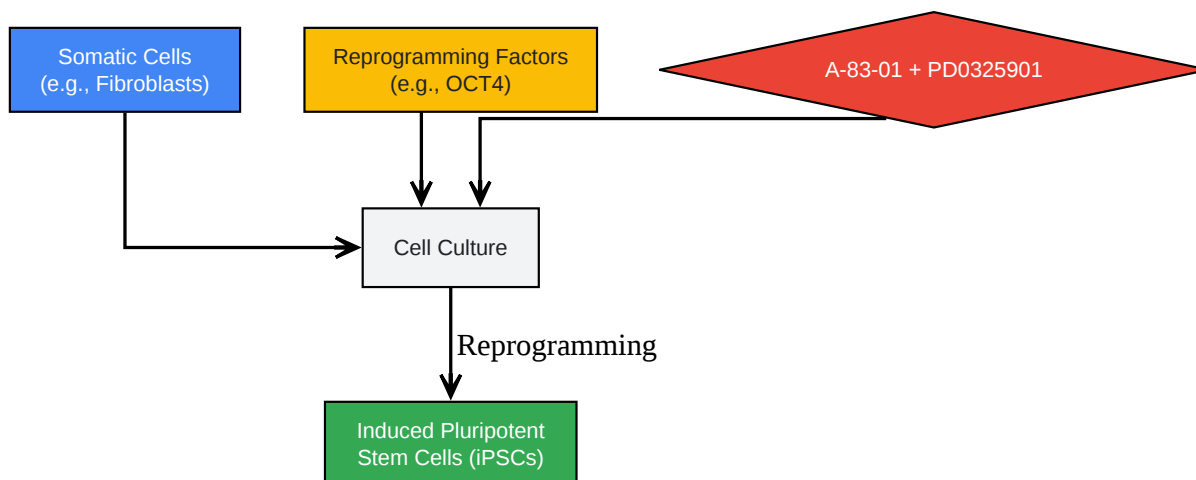 Somatic Cells
(e.g., Fibroblasts)
Reprogramming Factors
(e.g., OCT4)
A-83-01 + PD0325901
Cell Culture
Reprogramming
Induced Pluripotent
Stem Cells (iPSCs)